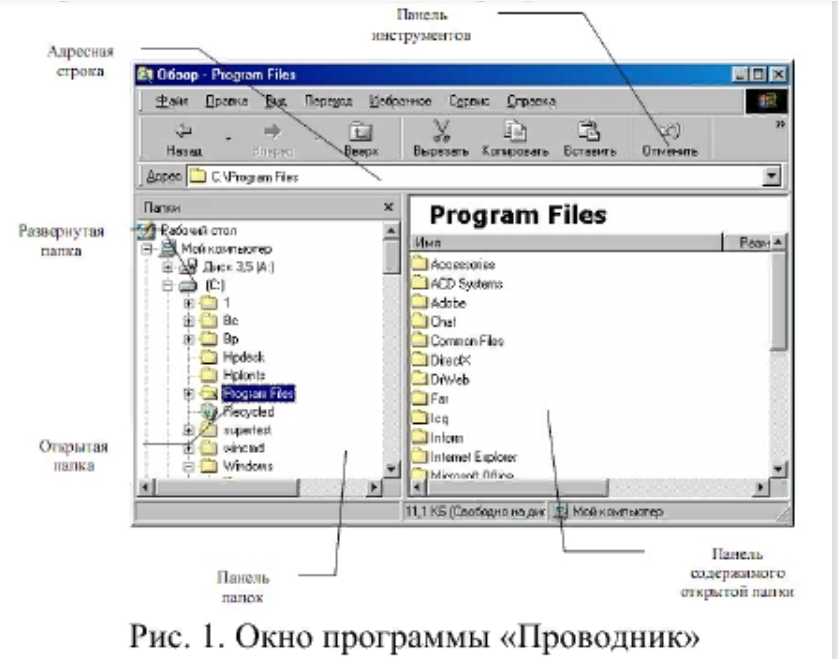 Панель
инструментов
Адресная
строка
Обзор - Program Files
Файл Правка Вид Переход Избранное Сервис Справка
Назад Вперед Вверх Вырезать Копировать Вставить Отменить »
Адрес C:\Program Files
Папки
Program Files
Имя Разм
Развернутая
папка
Рабочий стол
Мой компьютер
Диск 3,5 (A:)
(C:)
1
Bc
Bp
Hpdesk
Hpfonts
Program Files
Recycled
supertest
wincmd
Windows
Accessories
ACD Systems
Adobe
Chat
Common Files
DirectX
DrWeb
Far
Icq
Inform
Internet Explorer
Microsoft Office
Открытая
папка
11,1 КБ (Свободно на дис Мой компьютер
Панель
папок
Панель
содержимого
открытой папки
Рис. 1. Окно программы «Проводник»